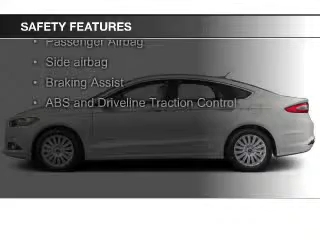 SAFETY FEATURES
• Passenger Airbag
• Side airbag
• Braking Assist
• ABS and Driveline Traction Control